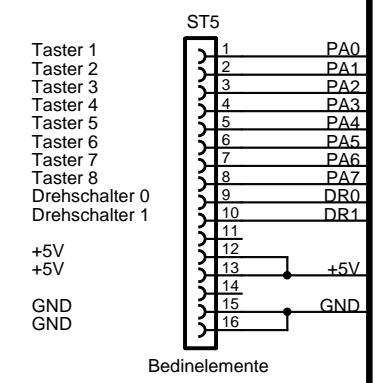 ST5
Taster 1 1 PA0
Taster 2 2 PA1
Taster 3 3 PA2
Taster 4 4 PA3
Taster 5 5 PA4
Taster 6 6 PA5
Taster 7 7 PA6
Taster 8 8 PA7
Drehschalter 0 9 DR0
Drehschalter 1 10 DR1
11
+5V 12
+5V 13 +5V
14
GND 15 GND
GND 16
Bedinelemente